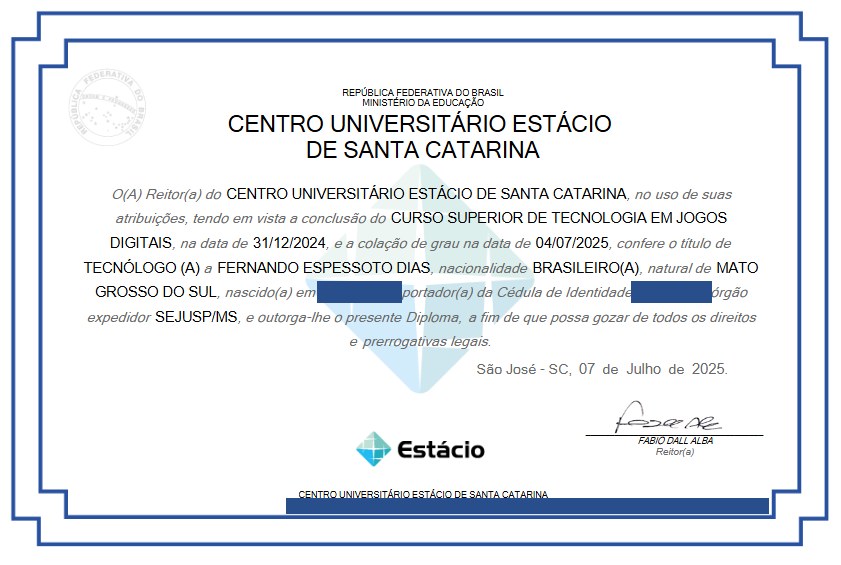 REPÚBLICA FEDERATIVA DO BRASIL
REPÚBLICA FEDERATIVA DO BRASIL
MINISTÉRIO DA EDUCAÇÃO
CENTRO UNIVERSITÁRIO ESTÁCIO
DE SANTA CATARINA
O(A) Reitor(a) do CENTRO UNIVERSITÁRIO ESTÁCIO DE SANTA CATARINA, no uso de suas
atribuições, tendo em vista a conclusão do CURSO SUPERIOR DE TECNOLOGIA EM JOGOS
DIGITAIS, na data de 31/12/2024, e a colação de grau na data de 04/07/2025, confere o título de
TECNÓLOGO (A) a FERNANDO ESPESSOTO DIAS, nacionalidade BRASILEIRO(A), natural de MATO
GROSSO DO SUL, nascido(a) em portador(a) da Cédula de Identidade órgão
expedidor SEJUSP/MS, e outorga-lhe o presente Diploma, a fim de que possa gozar de todos os direitos
e prerrogativas legais.
São José - SC, 07 de Julho de 2025.
FABIO DALL ALBA
Reitor(a)
Estácio
CENTRO UNIVERSITÁRIO ESTÁCIO DE SANTA CATARINA